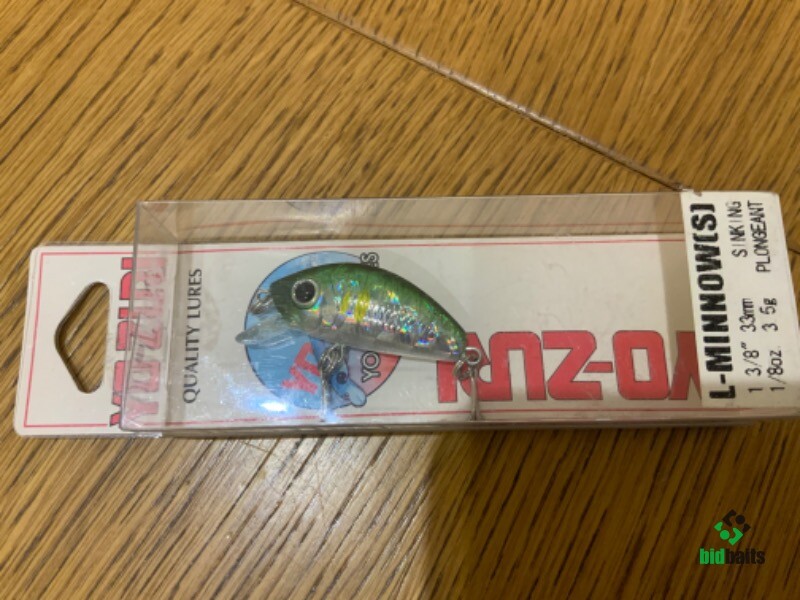 YO-ZURI
QUALITY LURES
YO-ZURI
L-MINNOW(S)
1 3/8" 33mm SINKING
1/8oz. 3 5g PLONGEANT
bidbaits